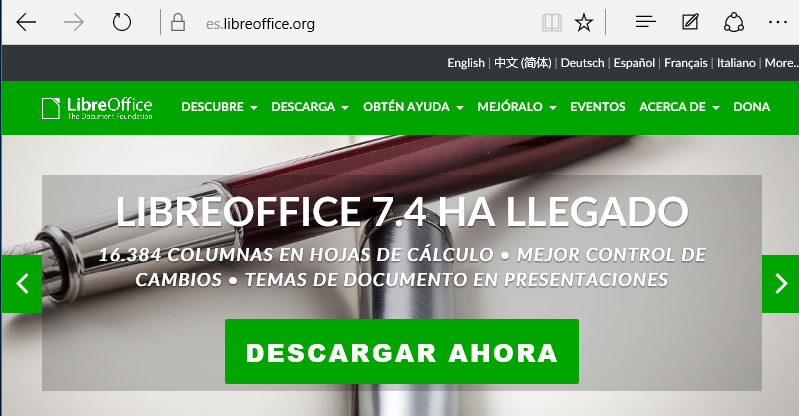 es.libreoffice.org
English | 中文 (简体) | Deutsch | Español | Français | Italiano | More..
LibreOffice
The Document Foundation
DESCUBRE DESCARGA OBTÉN AYUDA MEJÓRALO EVENTOS ACERCA DE DONA
LIBREOFFICE 7.4 HA LLEGADO
16.384 COLUMNAS EN HOJAS DE CÁLCULO • MEJOR CONTROL DE
CAMBIOS • TEMAS DE DOCUMENTO EN PRESENTACIONES
DESCARGAR AHORA